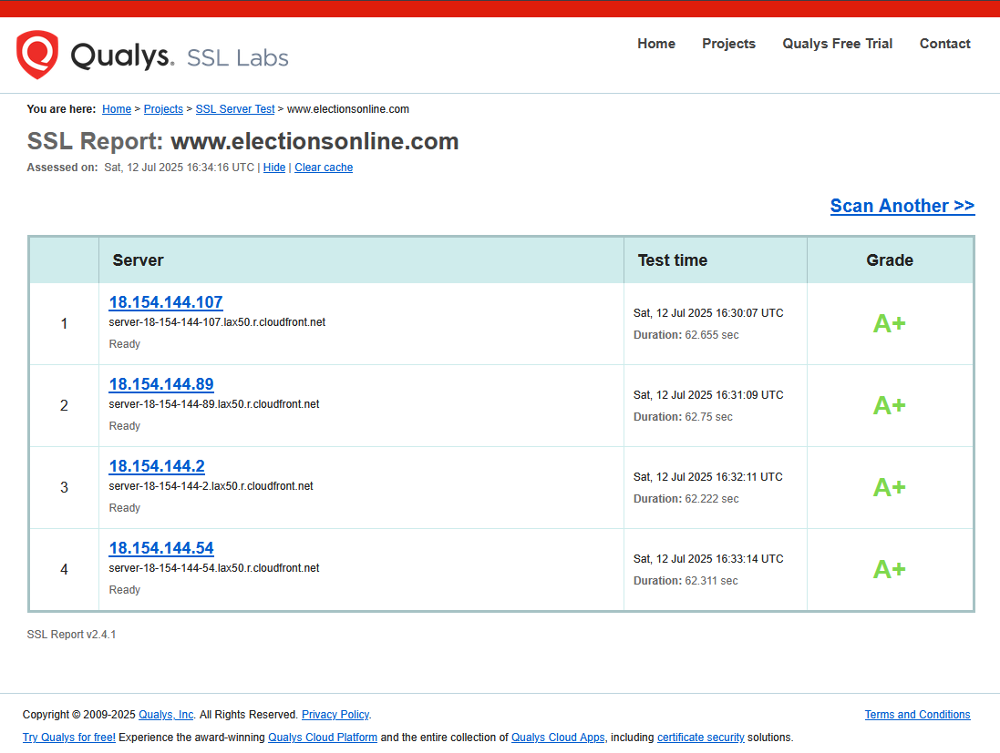 Qualys. SSL Labs
Home Projects Qualys Free Trial Contact
You are here: Home > Projects > SSL Server Test > www.electionsonline.com
SSL Report: www.electionsonline.com
Assessed on: Sat, 12 Jul 2025 16:34:16 UTC | Hide | Clear cache
Scan Another >>
Server Test time Grade
1
18.154.144.107
server-18-154-144-107.lax50.r.cloudfront.net
Ready
Sat, 12 Jul 2025 16:30:07 UTC
Duration: 62.655 sec
A+
2
18.154.144.89
server-18-154-144-89.lax50.r.cloudfront.net
Ready
Sat, 12 Jul 2025 16:31:09 UTC
Duration: 62.75 sec
A+
3
18.154.144.2
server-18-154-144-2.lax50.r.cloudfront.net
Ready
Sat, 12 Jul 2025 16:32:11 UTC
Duration: 62.222 sec
A+
4
18.154.144.54
server-18-154-144-54.lax50.r.cloudfront.net
Ready
Sat, 12 Jul 2025 16:33:14 UTC
Duration: 62.311 sec
A+
SSL Report v2.4.1
Copyright © 2009-2025 Qualys, Inc. All Rights Reserved. Privacy Policy. Terms and Conditions
Try Qualys for free! Experience the award-winning Qualys Cloud Platform and the entire collection of Qualys Cloud Apps, including certificate security solutions.